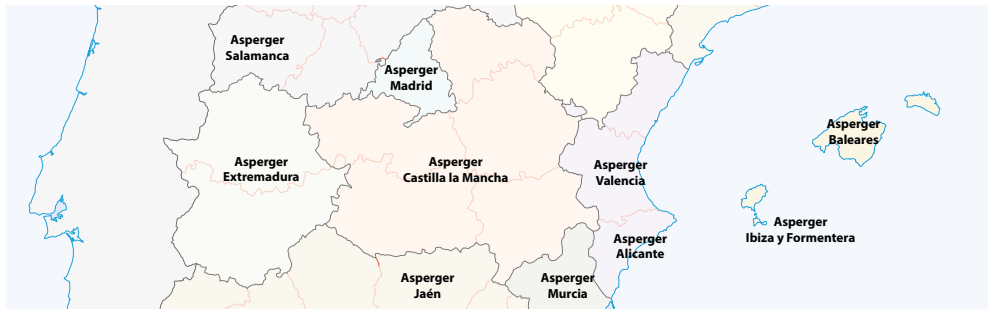 Asperger
Salamanca
Asperger
Madrid
Asperger
Baleares
Asperger
Extremadura
Asperger
Castilla la Mancha
Asperger
Valencia
Asperger
Ibiza y Formentera
Asperger
Alicante
Asperger
Jaén
Asperger
Murcia